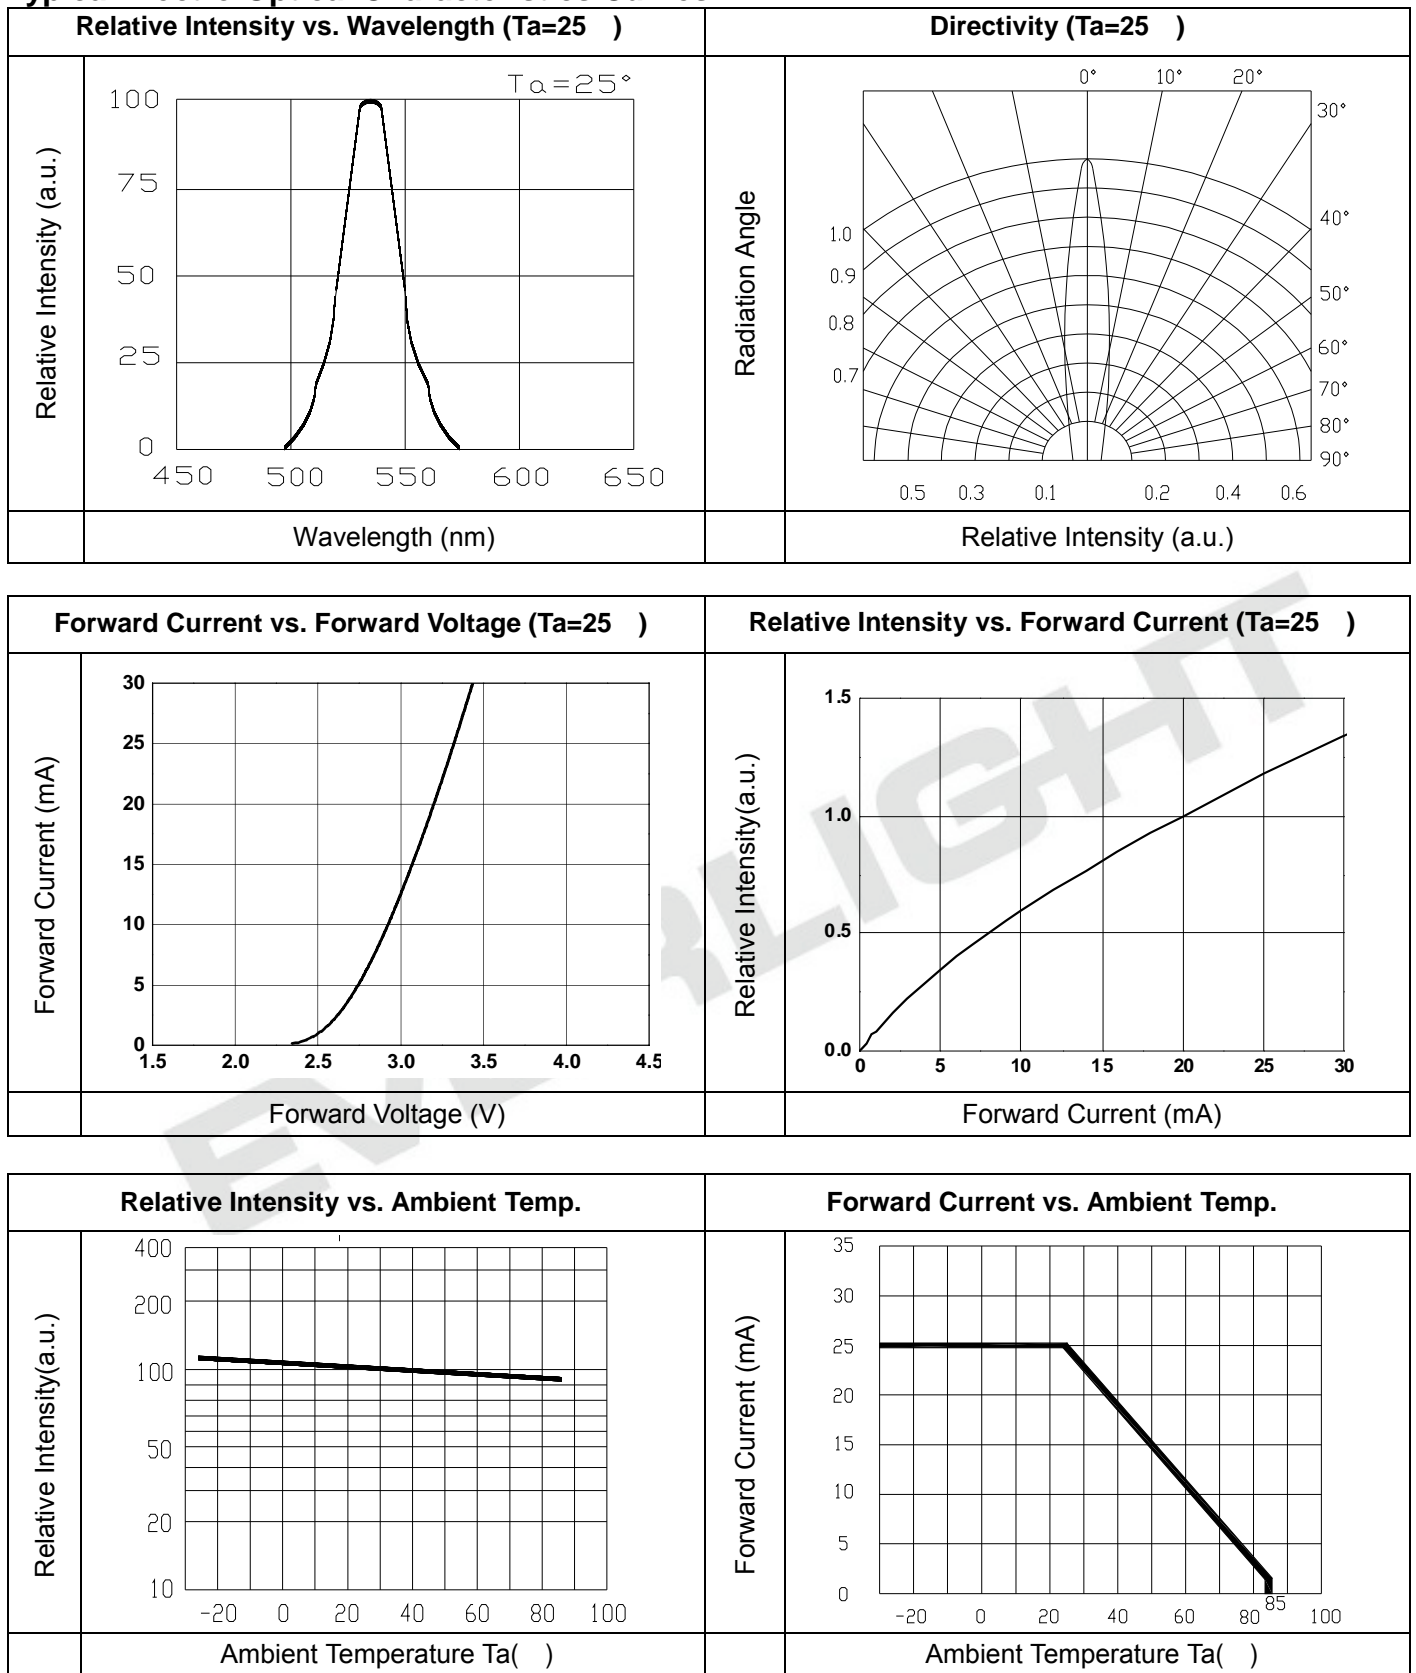 Relative Intensity vs. Wavelength (Ta=25 )
Directivity (Ta=25 )
Relative Intensity (a.u.)
Ta=25°
100
75
50
25
0
450 500 550 600 650
Wavelength (nm)
Radiation Angle
0° 10° 20°
30°
40°
50°
60°
70°
80°
90°
1.0
0.9
0.8
0.7
0.5 0.3 0.1 0.2 0.4 0.6
Relative Intensity (a.u.)
Forward Current vs. Forward Voltage (Ta=25 )
Relative Intensity vs. Forward Current (Ta=25 )
Forward Current (mA)
30
25
20
15
10
5
0
1.5 2.0 2.5 3.0 3.5 4.0 4.5
Forward Voltage (V)
Relative Intensity(a.u.)
1.5
1.0
0.5
0.0
0 5 10 15 20 25 30
Forward Current (mA)
EVERLIGHT
Relative Intensity vs. Ambient Temp.
Forward Current vs. Ambient Temp.
Relative Intensity(a.u.)
400
200
100
50
20
10
-20 0 20 40 60 80 100
Ambient Temperature Ta( )
Forward Current (mA)
35
30
25
20
15
10
5
0
-20 0 20 40 60 80 85 100
Ambient Temperature Ta( )